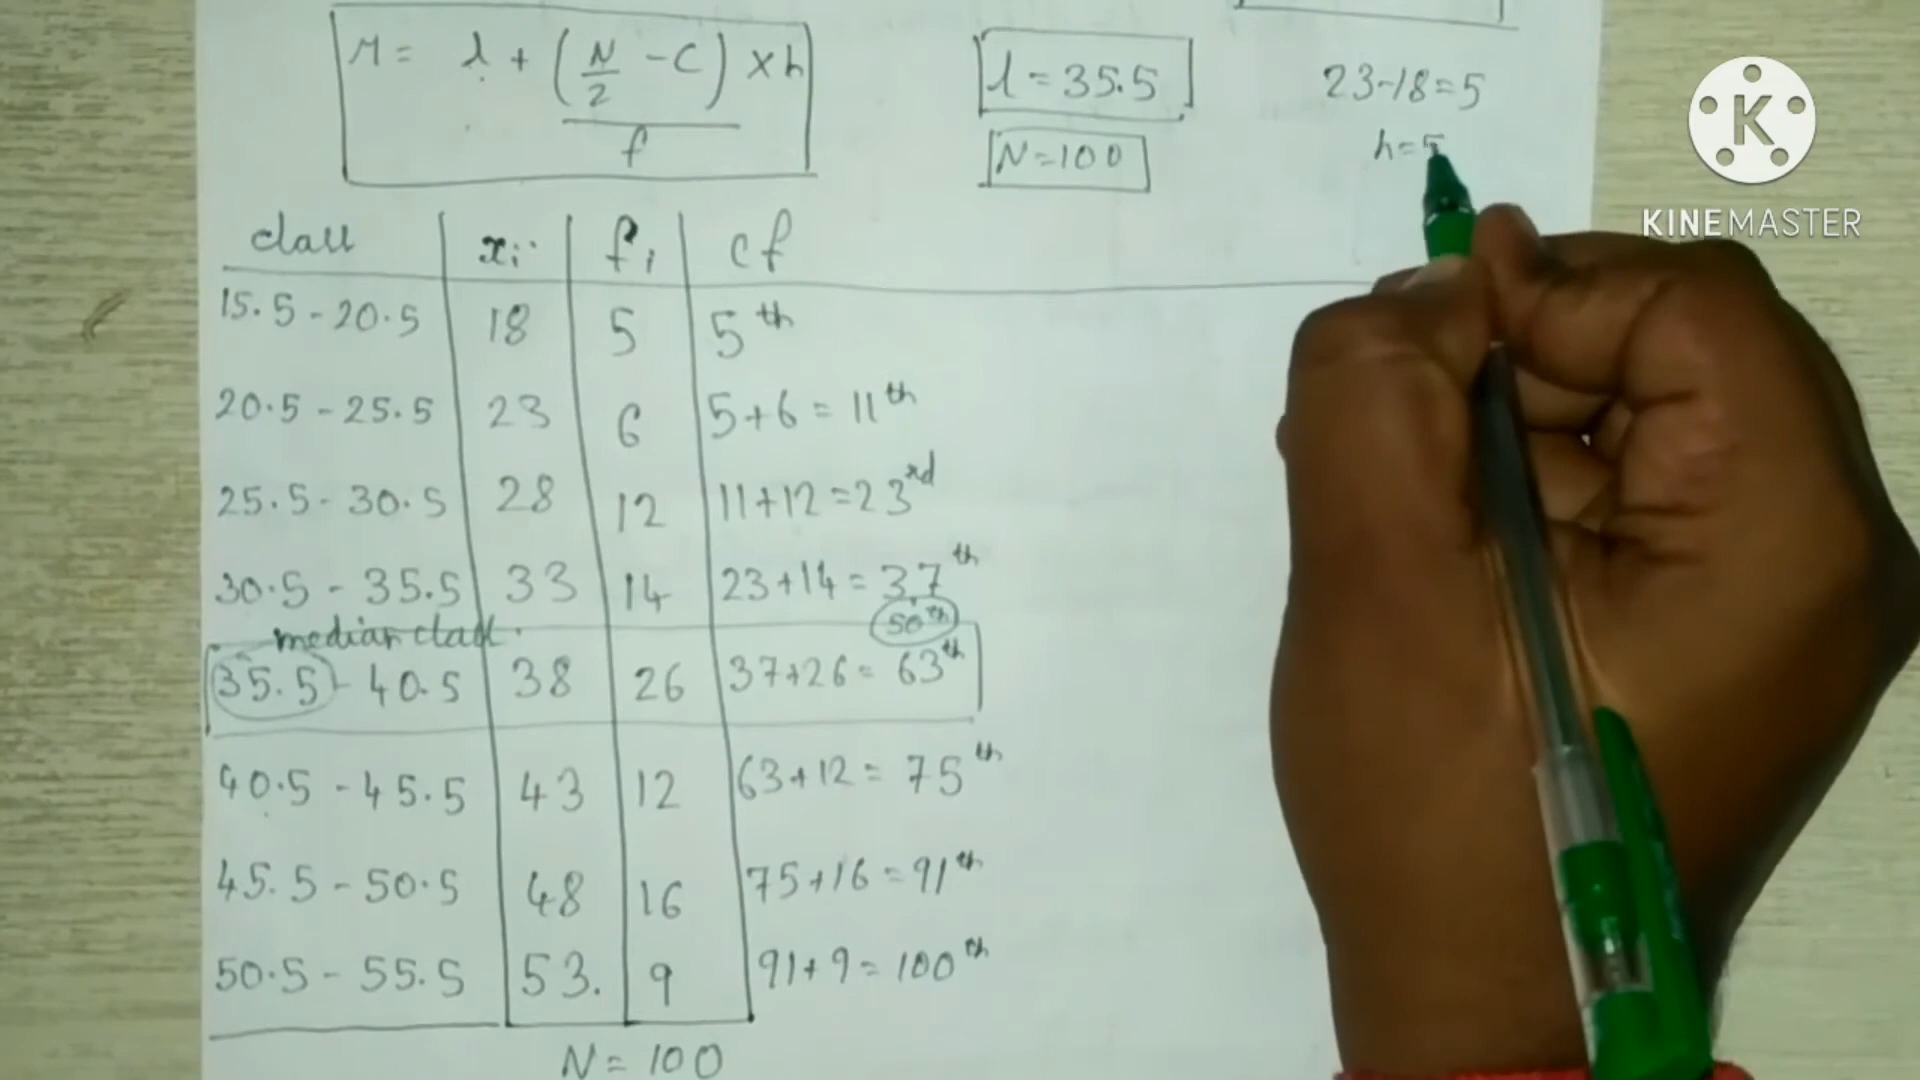 M = l + (N/2 - C) × h
f
l = 35.5
N = 100
23-18=5
h=5
K
KINEMASTER
class xi fi cf
15.5 - 20.5 18 5 5th
20.5 - 25.5 23 6 5+6 = 11th
25.5 - 30.5 28 12 11+12 = 23rd
30.5 - 35.5 33 14 23+14 = 37th
median class. 50th
35.5 - 40.5 38 26 37+26 = 63th
40.5 - 45.5 43 12 63+12 = 75th
45.5 - 50.5 48 16 75+16 = 91th
50.5 - 55.5 53. 9 91+9 = 100th
N = 100